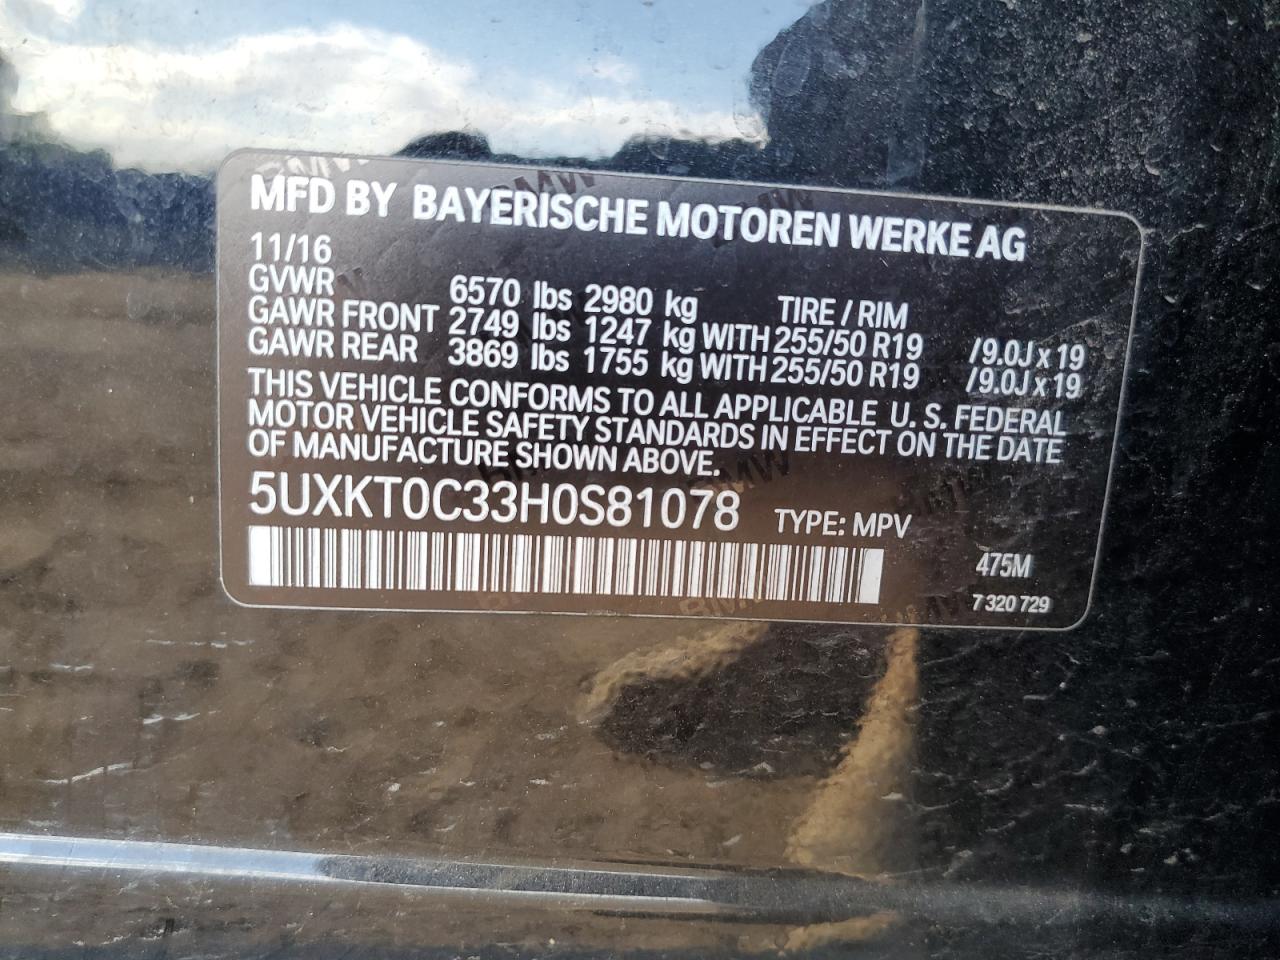 MFD BY BAYERISCHE MOTOREN WERKE AG
11/16
GVWR 6570 lbs 2980 kg TIRE / RIM
GAWR FRONT 2749 lbs 1247 kg WITH 255/50 R19 /9.0J x 19
GAWR REAR 3869 lbs 1755 kg WITH 255/50 R19 /9.0J x 19
THIS VEHICLE CONFORMS TO ALL APPLICABLE U. S. FEDERAL
MOTOR VEHICLE SAFETY STANDARDS IN EFFECT ON THE DATE
OF MANUFACTURE SHOWN ABOVE.
5UXKT0C33H0S81078 TYPE: MPV
475M
7 320 729